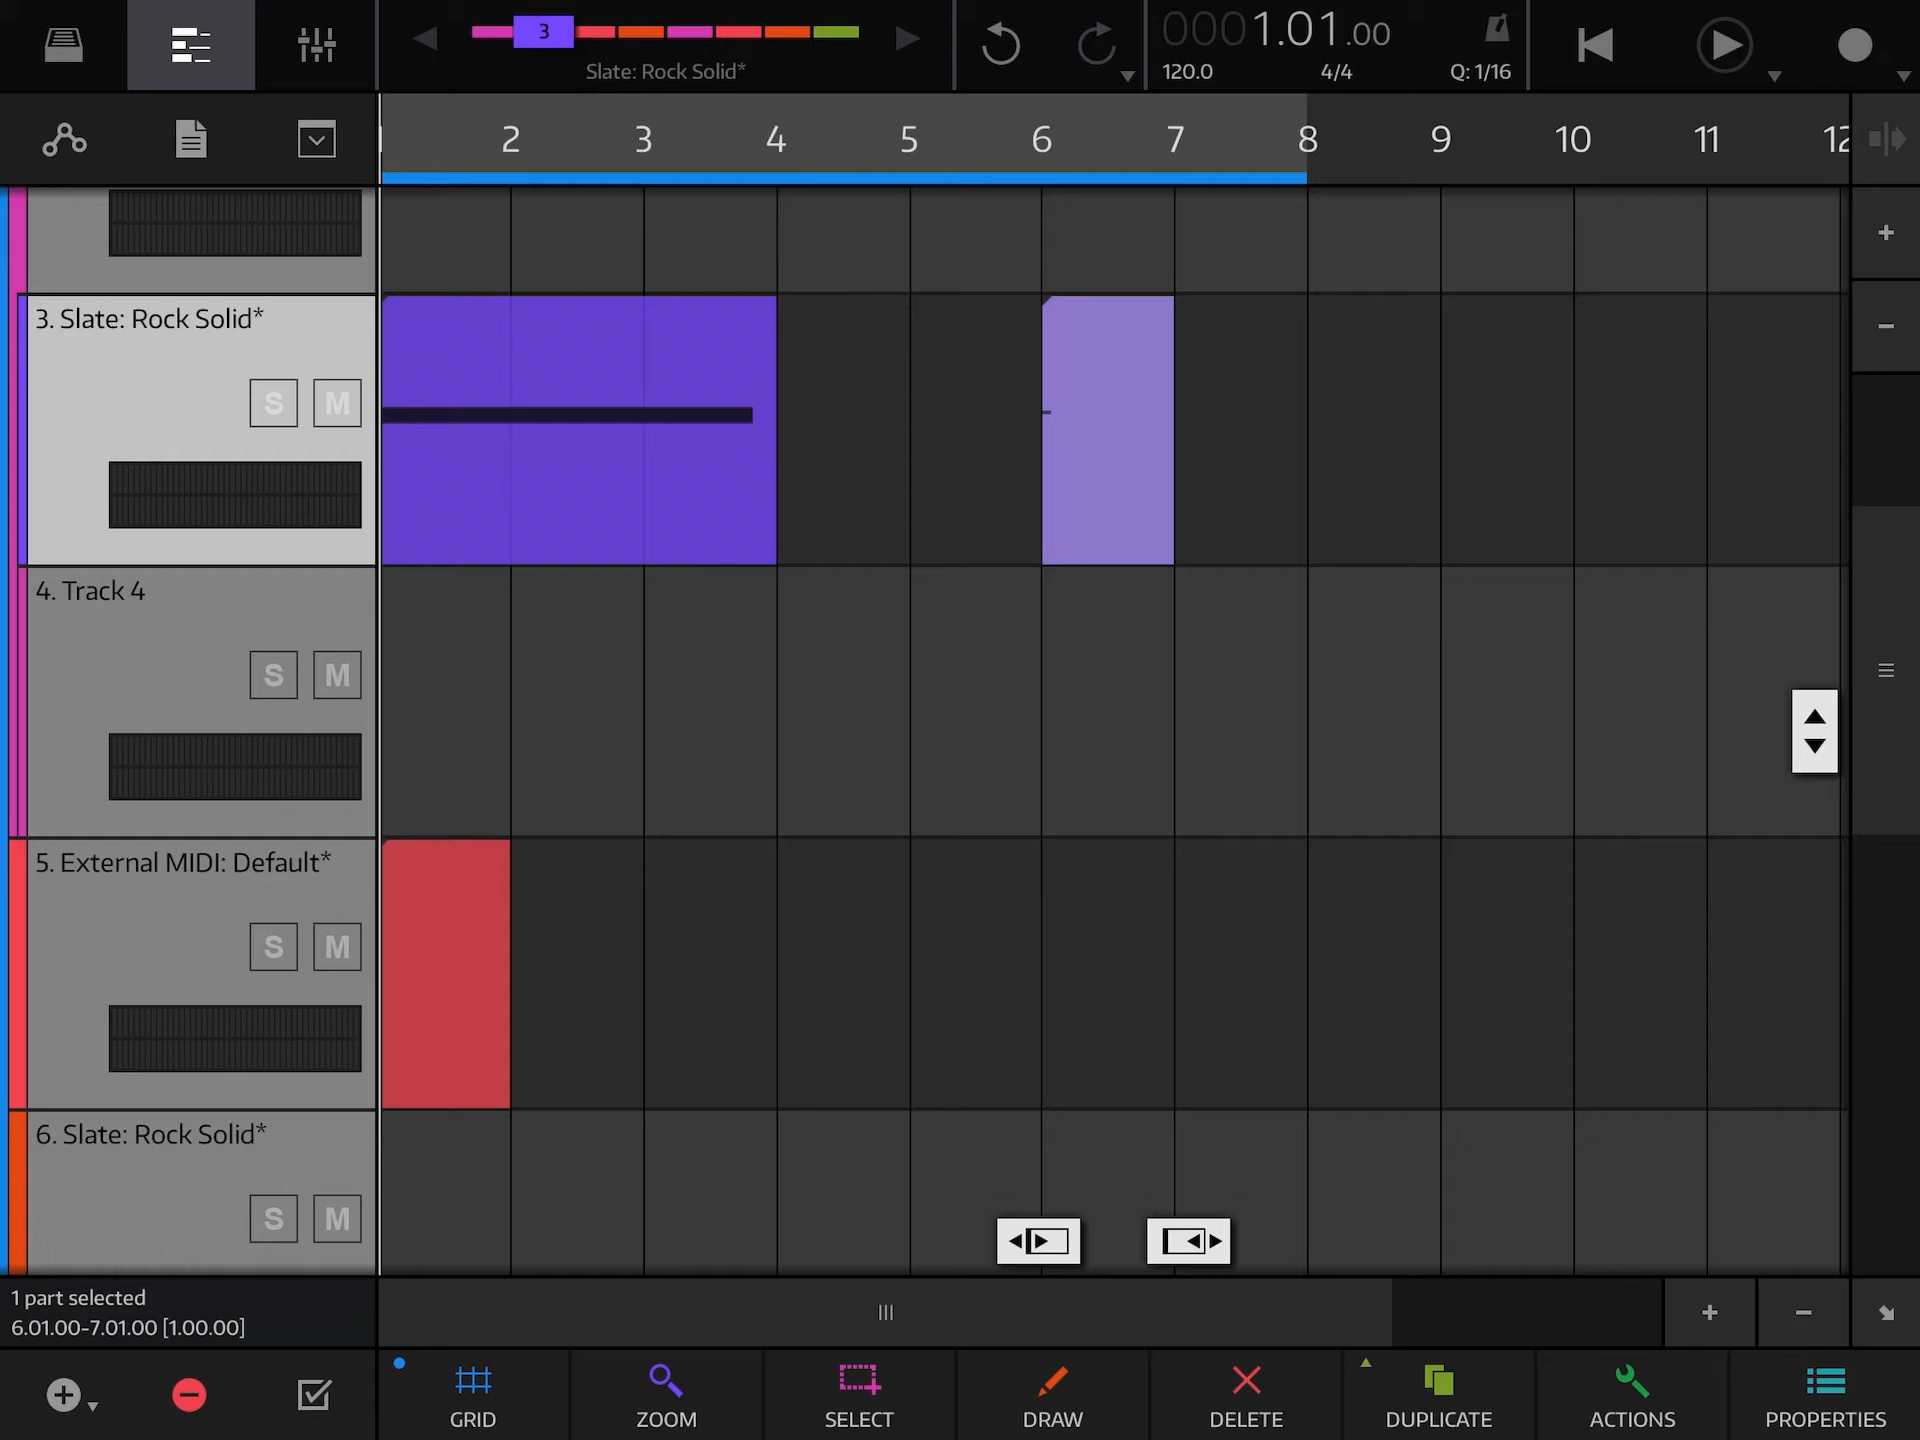 3
Slate: Rock Solid*
0001.01.00
120.0
4/4
Q: 1/16
2
3
4
5
6
7
8
9
10
11
12
3. Slate: Rock Solid*
S
M
4. Track 4
S
M
5. External MIDI: Default*
S
M
6. Slate: Rock Solid*
S
M
1 part selected
6.01.00-7.01.00 [1.00.00]
GRID
ZOOM
SELECT
DRAW
DELETE
DUPLICATE
ACTIONS
PROPERTIES